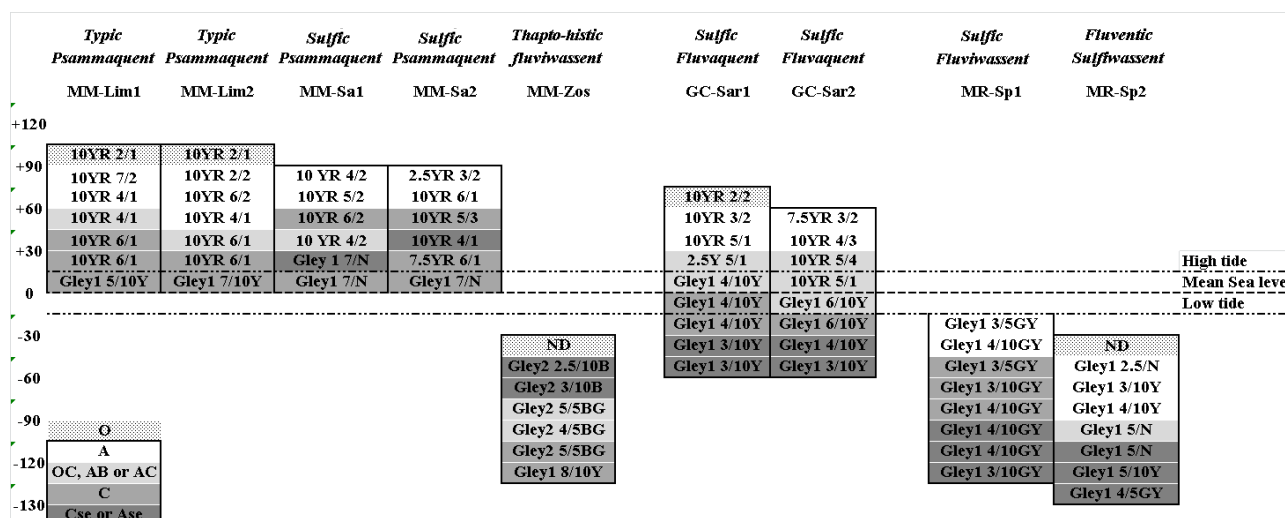 Typic Typic Sulfic Sulfic Thapto-histic Sulfic Sulfic Sulfic Fluventic
Psammaquent Psammaquent Psammaquent Psammaquent fluviwassent Fluvaquent Fluvaquent Fluviwassent Sulfiwassent
MM-Lim1 MM-Lim2 MM-Sa1 MM-Sa2 MM-Zos GC-Sar1 GC-Sar2 MR-Sp1 MR-Sp2
+120
10YR 2/1 10YR 2/1
+90
10YR 7/2 10YR 2/2 10 YR 4/2 2.5YR 3/2
10YR 4/1 10YR 6/2 10YR 5/2 10YR 6/1 10YR 2/2
+60
10YR 4/1 10YR 4/1 10YR 6/2 10YR 5/3 10YR 3/2 7.5YR 3/2
10YR 6/1 10YR 6/1 10 YR 4/2 10YR 4/1 10YR 5/1 10YR 4/3
+30
10YR 6/1 10YR 6/1 Gley 1 7/N 7.5YR 6/1 2.5Y 5/1 10YR 5/4 High tide
Gley1 5/10Y Gley1 7/10Y Gley1 7/N Gley1 7/N Gley1 4/10Y 10YR 5/1 Mean Sea leve
0
Gley1 4/10Y Gley1 6/10Y Low tide
Gley1 4/10Y Gley1 6/10Y Gley1 3/5GY
-30
Gley1 3/10Y Gley1 4/10Y Gley1 4/10GY
ND ND
Gley2 2.5/10B Gley1 3/10Y Gley1 3/10Y Gley1 3/5GY Gley1 2.5/N
-60
Gley2 3/10B Gley1 3/10GY Gley1 3/10Y
Gley2 5/5BG Gley1 4/10GY Gley1 4/10Y
-90
O Gley2 4/5BG Gley1 4/10GY Gley1 5/N
A Gley2 5/5BG Gley1 4/10GY Gley1 5/N
-120
OC, AB or AC Gley1 8/10Y Gley1 3/10GY Gley1 5/10Y
C Gley1 4/5GY
-130
Cse or Ase